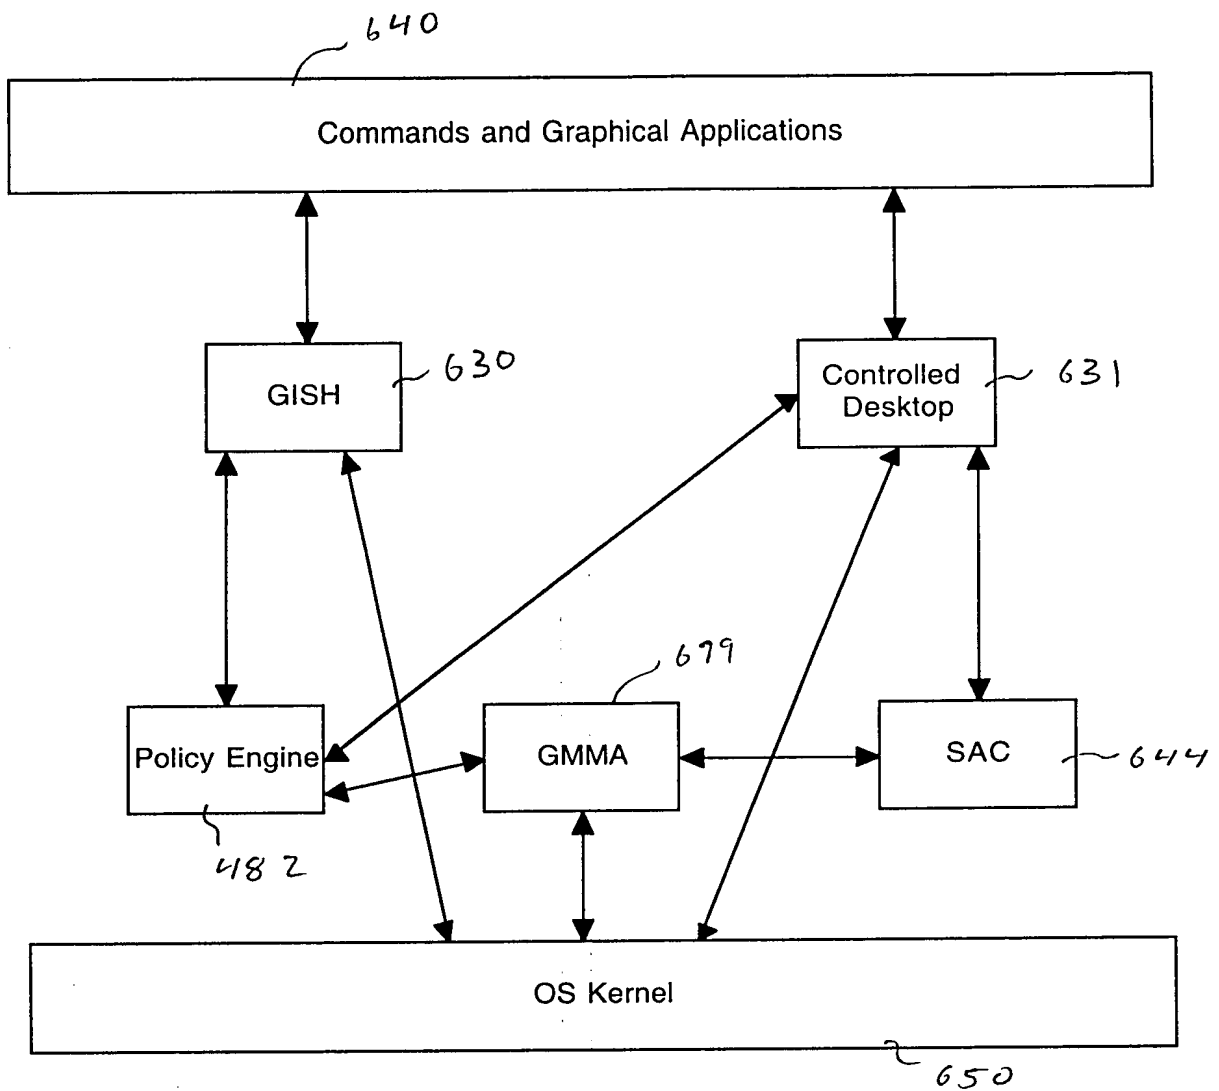 640
Commands and Graphical Applications
GISH
630
Controlled
Desktop
631
679
Policy Engine
GMMA
SAC
644
482
OS Kernel
650